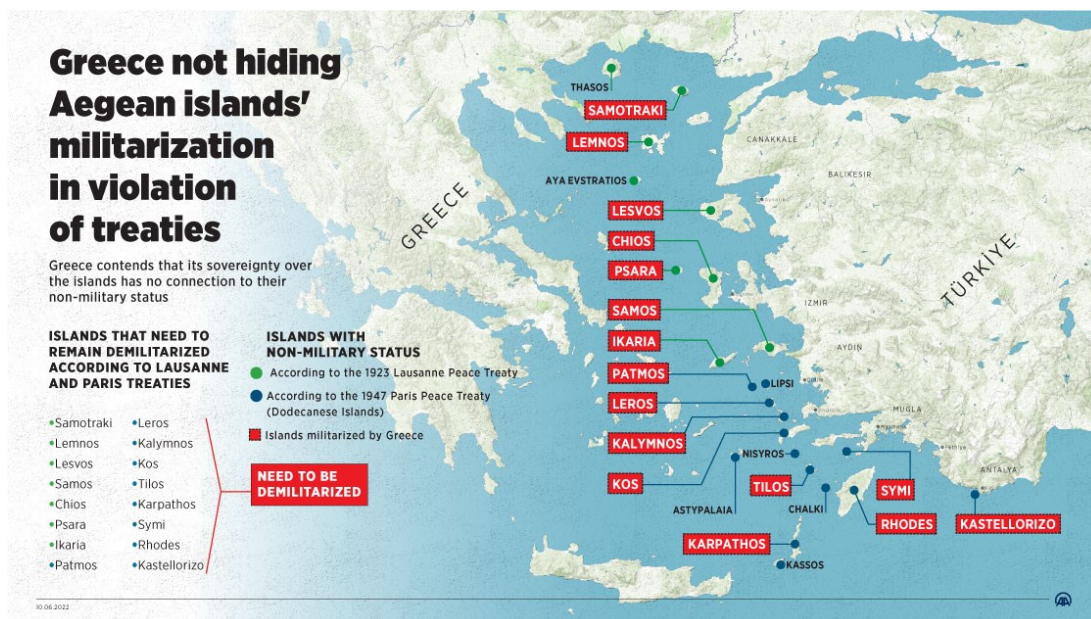 Greece not hiding
Aegean islands'
militarization
in violation
of treaties
Greece contends that its sovereignty over
the islands has no connection to their
non-military status
ISLANDS THAT NEED TO
REMAIN DEMILITARIZED
ACCORDING TO LAUSANNE
AND PARIS TREATIES
•Samotraki
•Lemnos
•Lesvos
•Samos
•Chios
•Psara
•Ikaria
•Patmos
•Leros
•Kalymnos
•Kos
•Tilos
•Karpathos
•Symi
•Rhodes
•Kastellorizo
NEED TO BE
DEMILITARIZED
ISLANDS WITH
NON-MILITARY STATUS
According to the 1923 Lausanne Peace Treaty
According to the 1947 Paris Peace Treaty
(Dodecanese Islands)
Islands militarized by Greece
GREECE
TÜRKİYE
THASOS
SAMOTRAKI
LEMNOS
AYA EVSTRATIOS
LESVOS
CHIOS
PSARA
SAMOS
IKARIA
PATMOS
LIPSI
LEROS
KALYMNOS
NISYROS
KOS
TILOS
SYMI
ASTYPALAIA
CHALKI
RHODES
KASTELLORIZO
KARPATHOS
KASSOS
CANAKKALE
BALIKESIR
IZMIR
AYDIN
MUGLA
ANTALYA
10.06.2022
AA